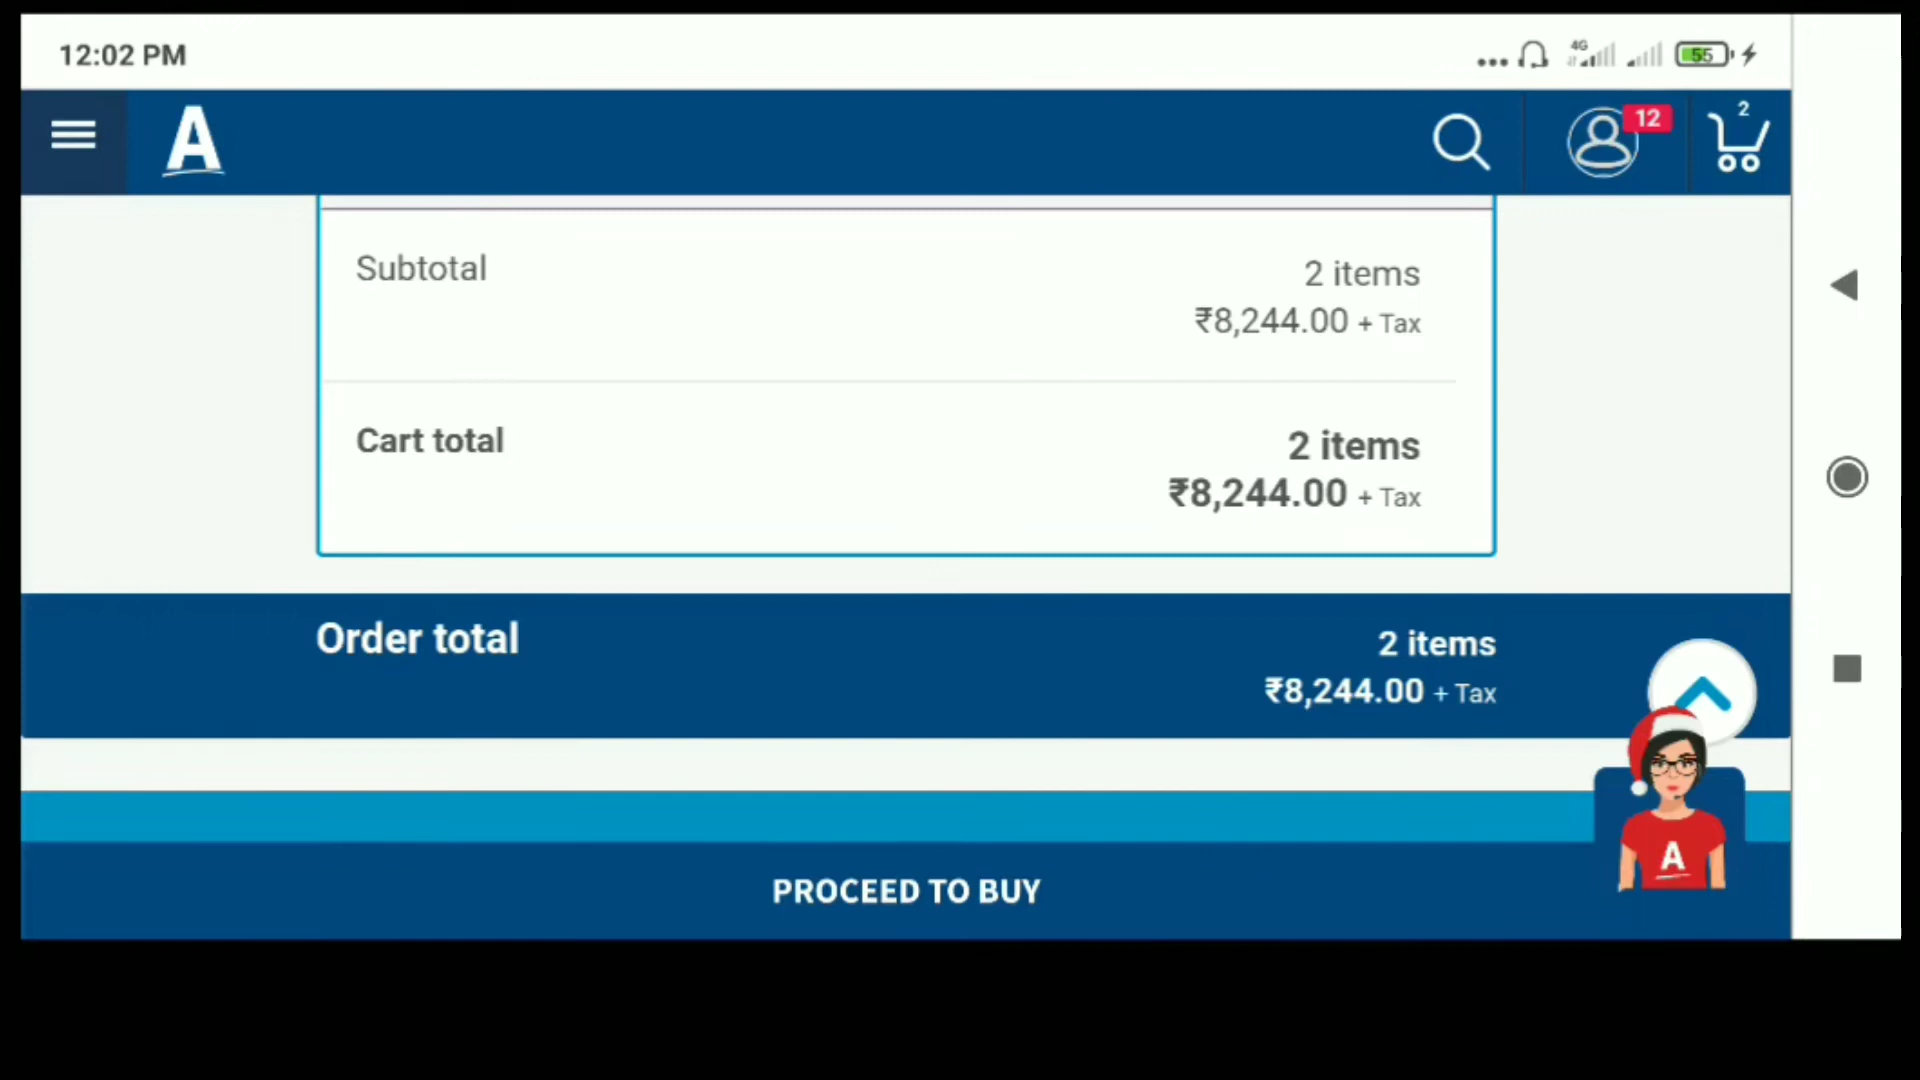 12:02 PM
4G
55
A
12
2
Subtotal
2 items
₹8,244.00 + Tax
Cart total
2 items
₹8,244.00 + Tax
Order total
2 items
₹8,244.00 + Tax
A
PROCEED TO BUY